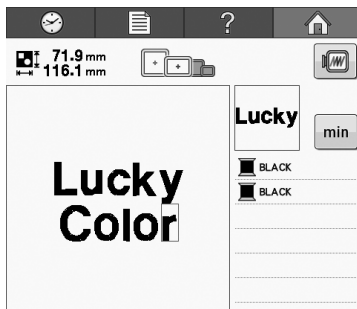 ?
71.9 mm
116.1 mm
Lucky
min
BLACK
BLACK
Lucky
Color